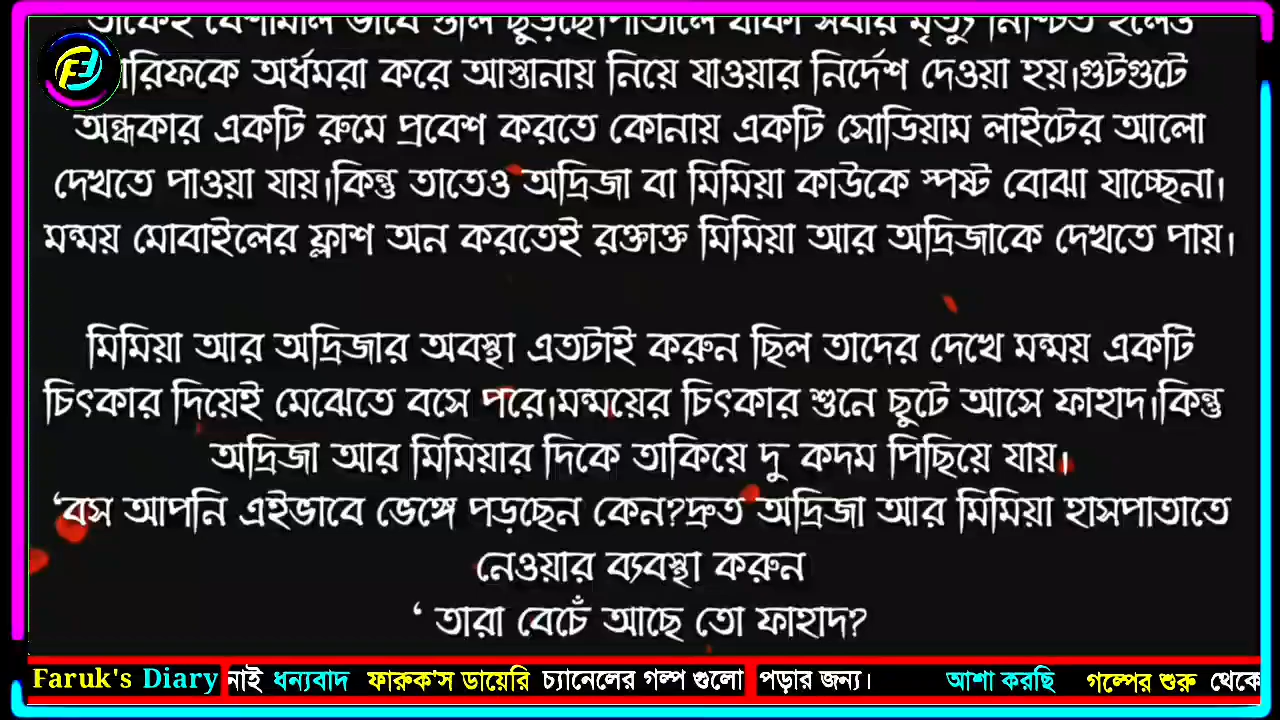 তাকেই বেশামাল ভাবে গুলি ছুড়ছে।পাতালে থাকা সবার মৃত্যু নিশ্চিত হলেও
রিফকে অর্ধমরা করে আস্তানায় নিয়ে যাওয়ার নির্দেশ দেওয়া হয়।গুটগুটে
অন্ধকার একটি রুমে প্রবেশ করতে কোনায় একটি সোডিয়াম লাইটের আলো
দেখতে পাওয়া যায়।কিন্তু তাতেও অদ্রিজা বা মিমিয়া কাউকে স্পষ্ট বোঝা যাচ্ছেনা।
মন্ময় মোবাইলের ফ্লাশ অন করতেই রক্তাক্ত মিমিয়া আর অদ্রিজাকে দেখতে পায়।
মিমিয়া আর অদ্রিজার অবস্থা এতটাই করুন ছিল তাদের দেখে মন্ময় একটি
চিৎকার দিয়েই মেঝেতে বসে পরে।মন্ময়ের চিৎকার শুনে ছুটে আসে ফাহাদ।কিন্তু
অদ্রিজা আর মিমিয়ার দিকে তাকিয়ে দু কদম পিছিয়ে যায়।
‘বস আপনি এইভাবে ভেঙ্গে পড়ছেন কেন?দ্রুত অদ্রিজা আর মিমিয়া হাসপাতাতে
নেওয়ার ব্যবস্থা করুন
‘ তারা বেচেঁ আছে তো ফাহাদ?
Faruk's Diary নাই ধন্যবাদ ফারুক'স ডায়েরি চ্যানেলের গল্প গুলো পড়ার জন্য। আশা করছি গল্পের শুরু থেকে